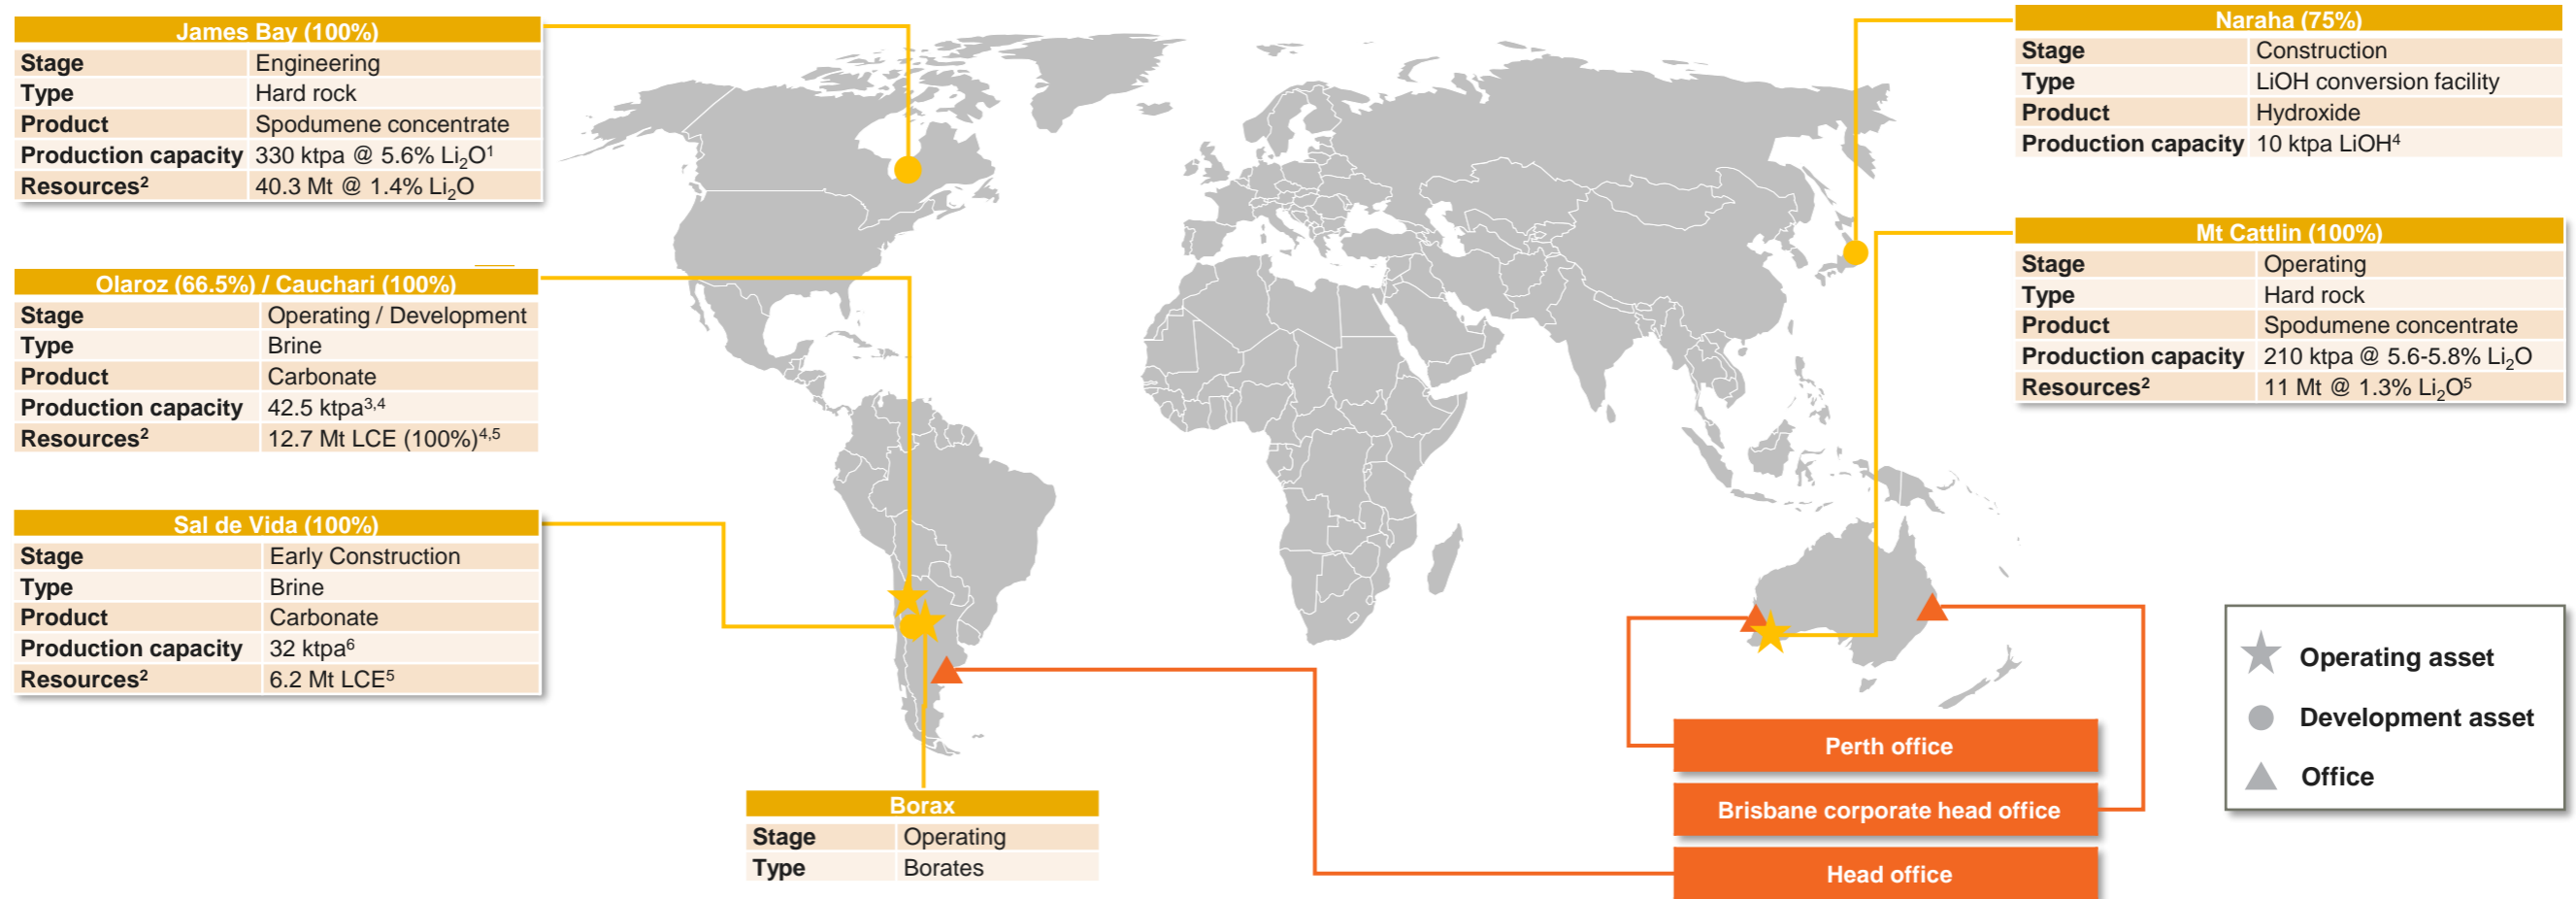 James Bay (100%)
Stage Engineering
Type Hard rock
Product Spodumene concentrate
Production capacity 330 ktpa @ 5.6% Li₂O¹
Resources² 40.3 Mt @ 1.4% Li₂O
Olaroz (66.5%) / Cauchari (100%)
Stage Operating / Development
Type Brine
Product Carbonate
Production capacity 42.5 ktpa³,⁴
Resources² 12.7 Mt LCE (100%)⁴,⁵
Sal de Vida (100%)
Stage Early Construction
Type Brine
Product Carbonate
Production capacity 32 ktpa⁶
Resources² 6.2 Mt LCE⁵
Borax
Stage Operating
Type Borates
Naraha (75%)
Stage Construction
Type LiOH conversion facility
Product Hydroxide
Production capacity 10 ktpa LiOH⁴
Mt Cattlin (100%)
Stage Operating
Type Hard rock
Product Spodumene concentrate
Production capacity 210 ktpa @ 5.6-5.8% Li₂O
Resources² 11 Mt @ 1.3% Li₂O⁵
Perth office
Brisbane corporate head office
Head office
Operating asset
Development asset
Office